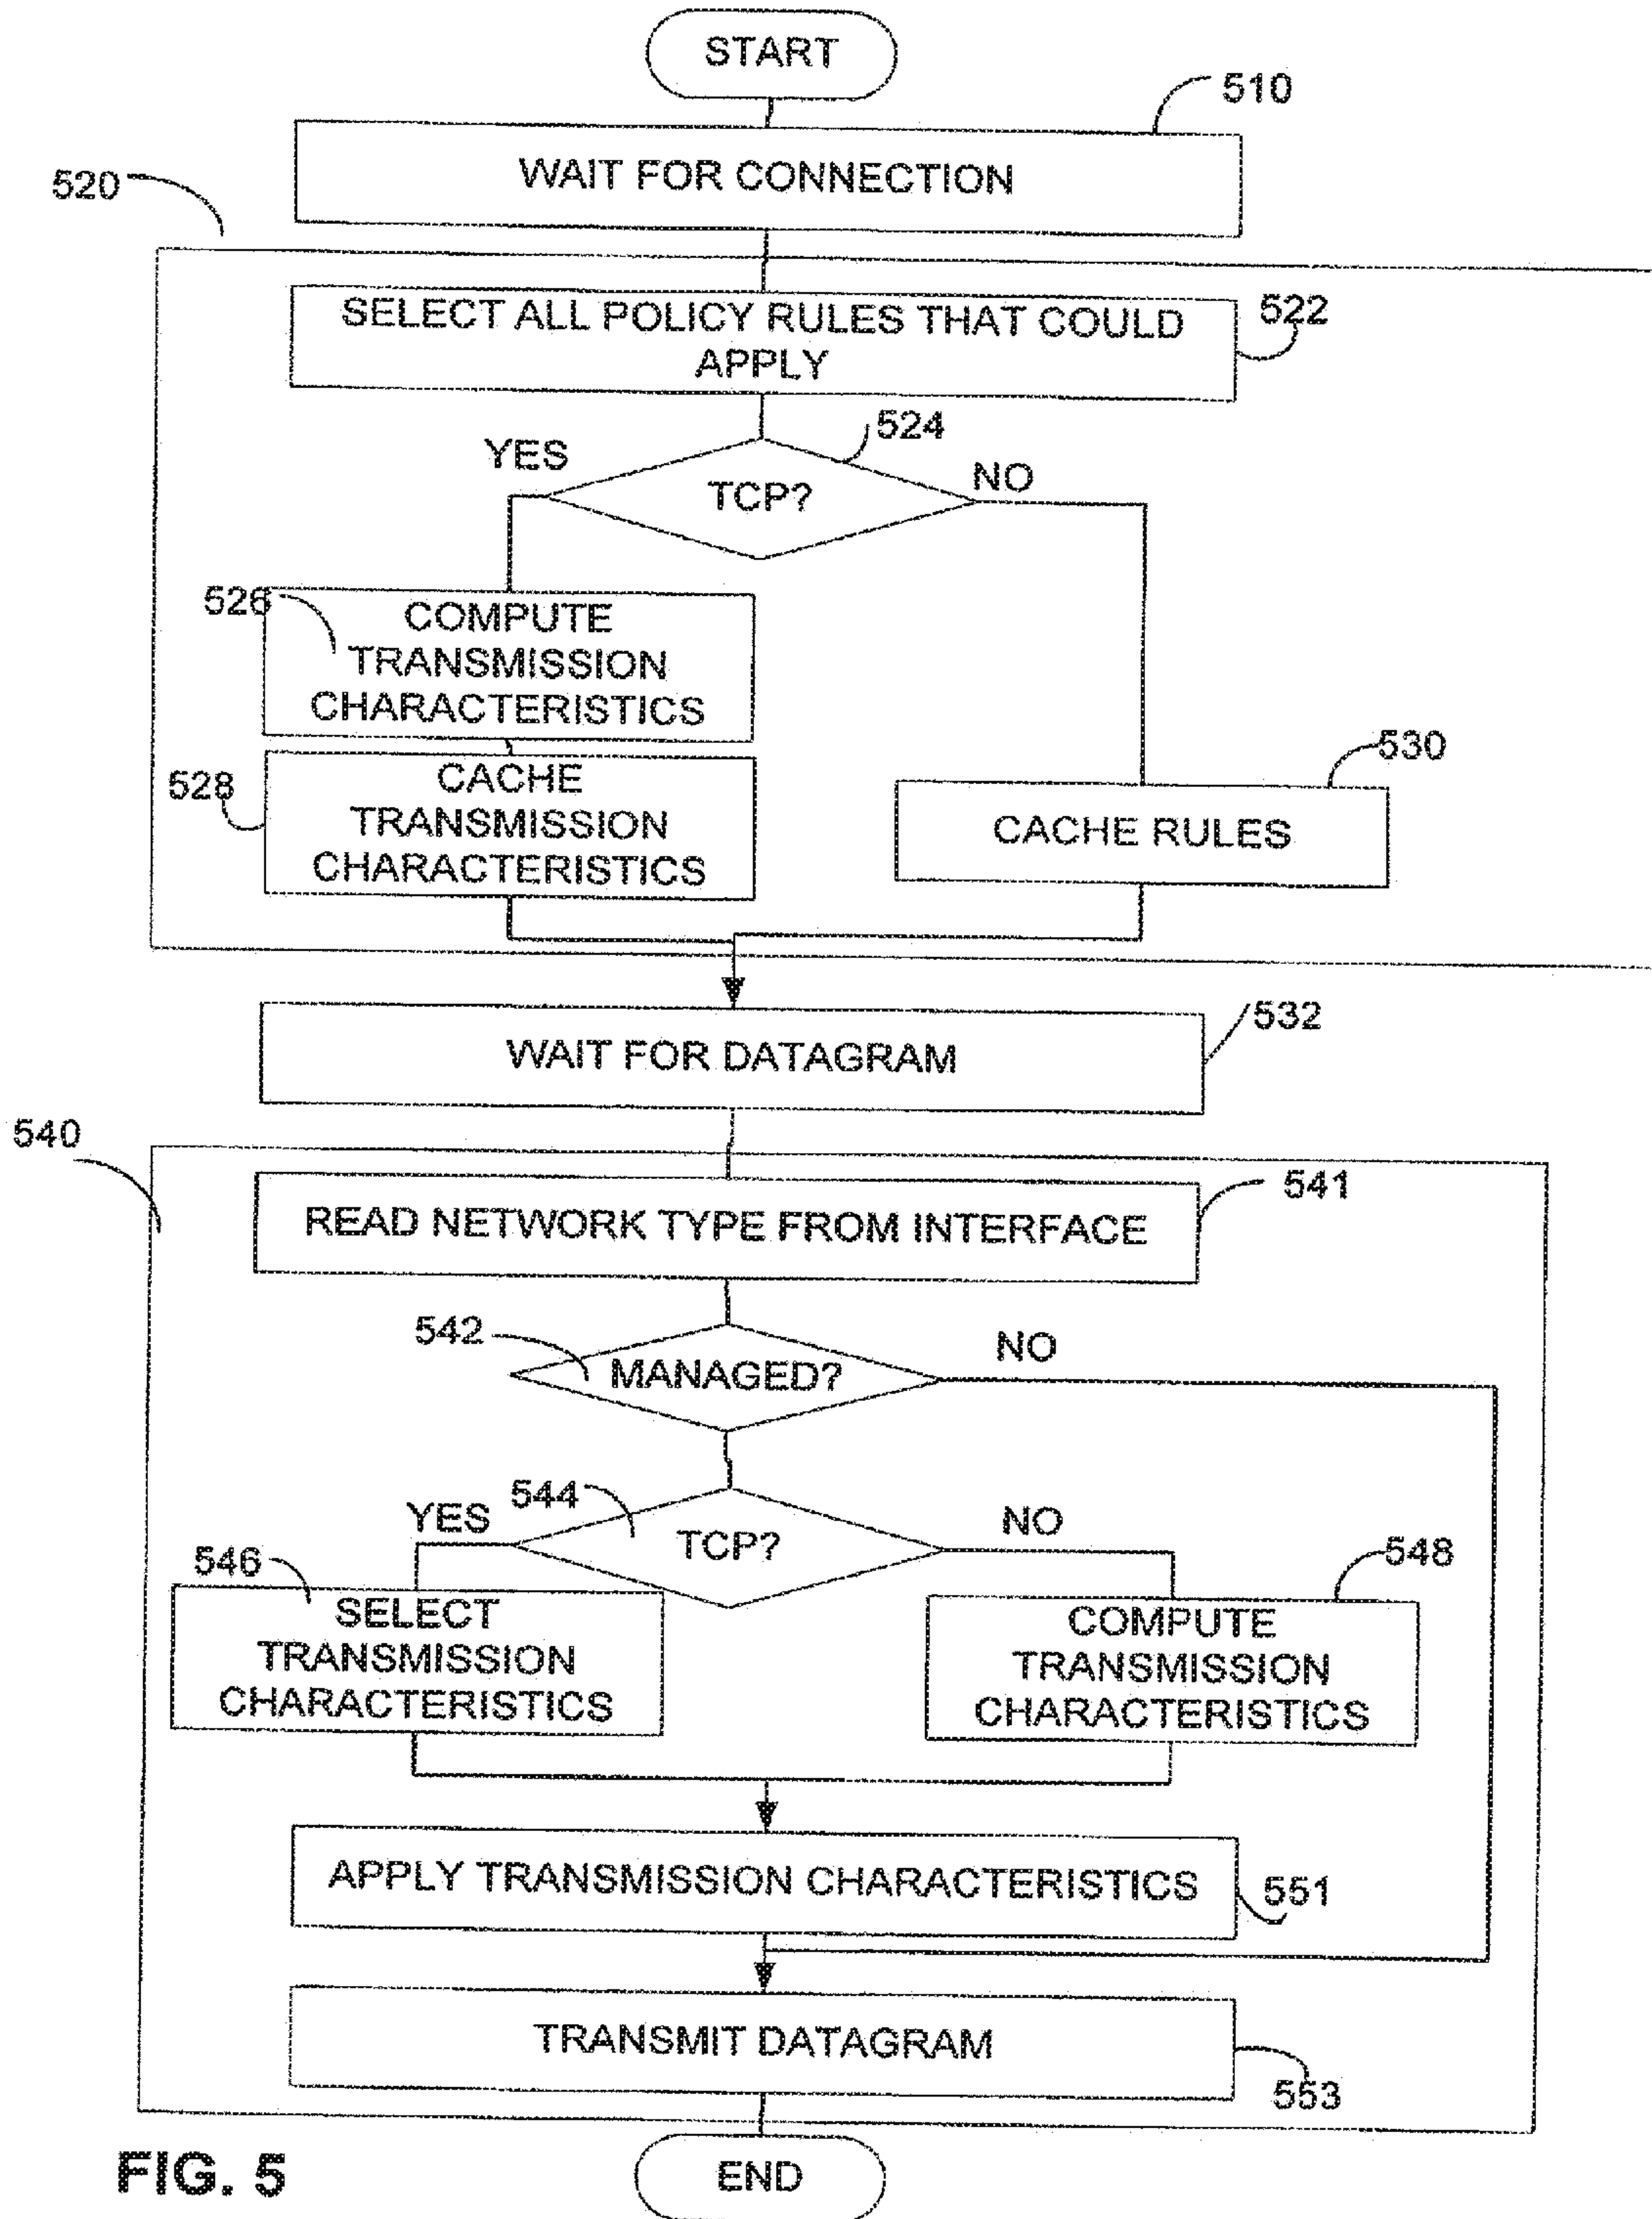 START
510
WAIT FOR CONNECTION
520
SELECT ALL POLICY RULES THAT COULD
APPLY
522
524
YES
TCP?
NO
526
COMPUTE
TRANSMISSION
CHARACTERISTICS
528
CACHE
TRANSMISSION
CHARACTERISTICS
530
CACHE RULES
532
WAIT FOR DATAGRAM
540
541
READ NETWORK TYPE FROM INTERFACE
542
MANAGED?
NO
544
YES
TCP?
NO
546
SELECT
TRANSMISSION
CHARACTERISTICS
548
COMPUTE
TRANSMISSION
CHARACTERISTICS
APPLY TRANSMISSION CHARACTERISTICS
551
TRANSMIT DATAGRAM
553
END
FIG. 5